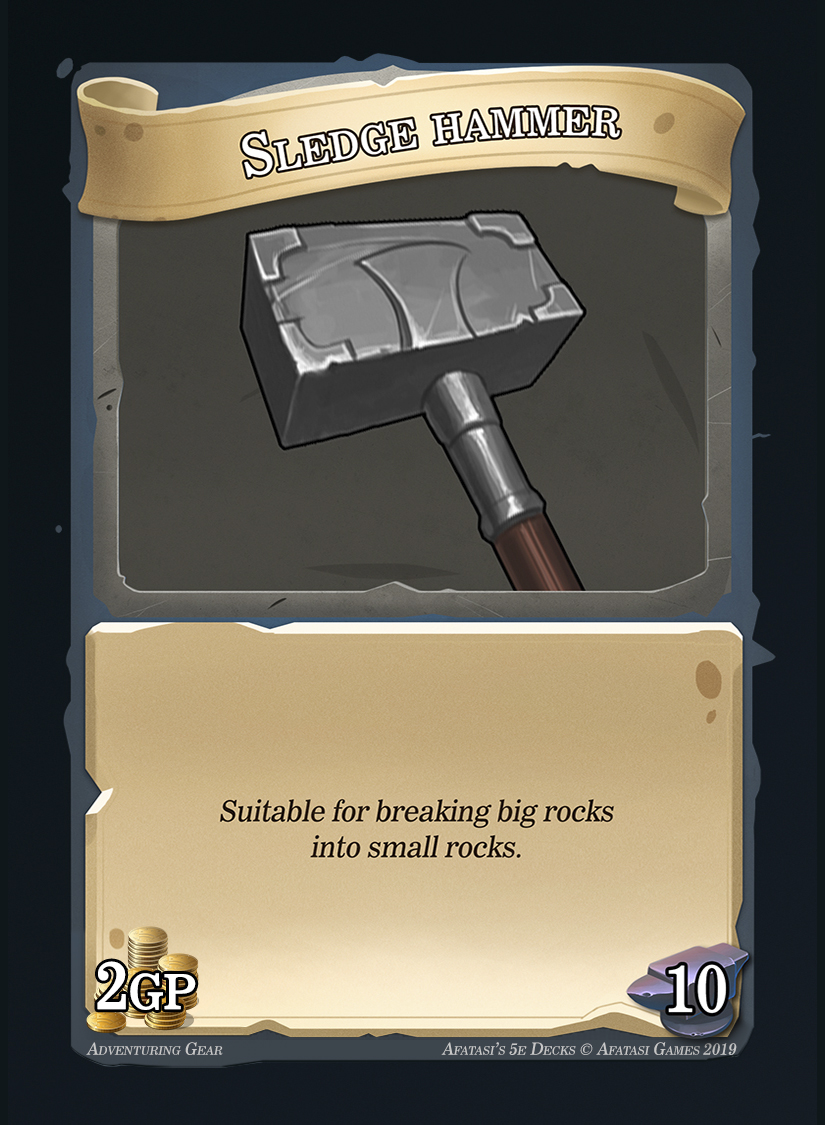 Sledge hammer
Suitable for breaking big rocks
into small rocks.
2GP
10
Adventuring Gear
Afatasi's 5e Decks © Afatasi Games 2019